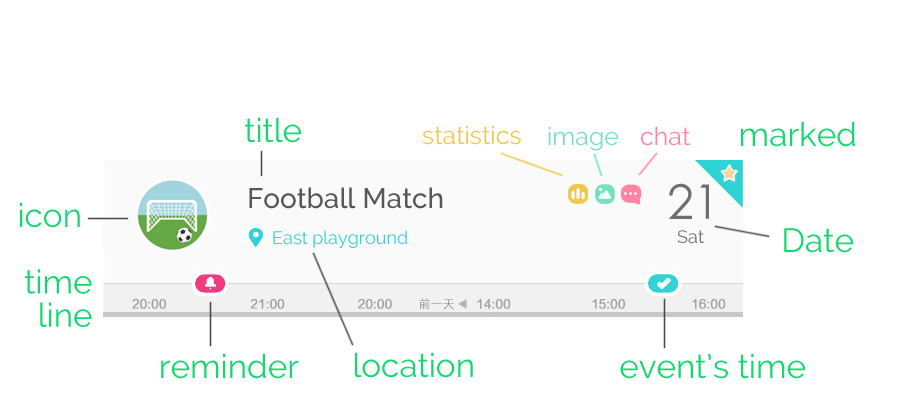 title
statistics
image
chat
marked
Football Match
21
icon
East playground
Sat
Date
time
line
20:00
21:00
20:00
前一天
14:00
15:00
16:00
reminder
location
event's time